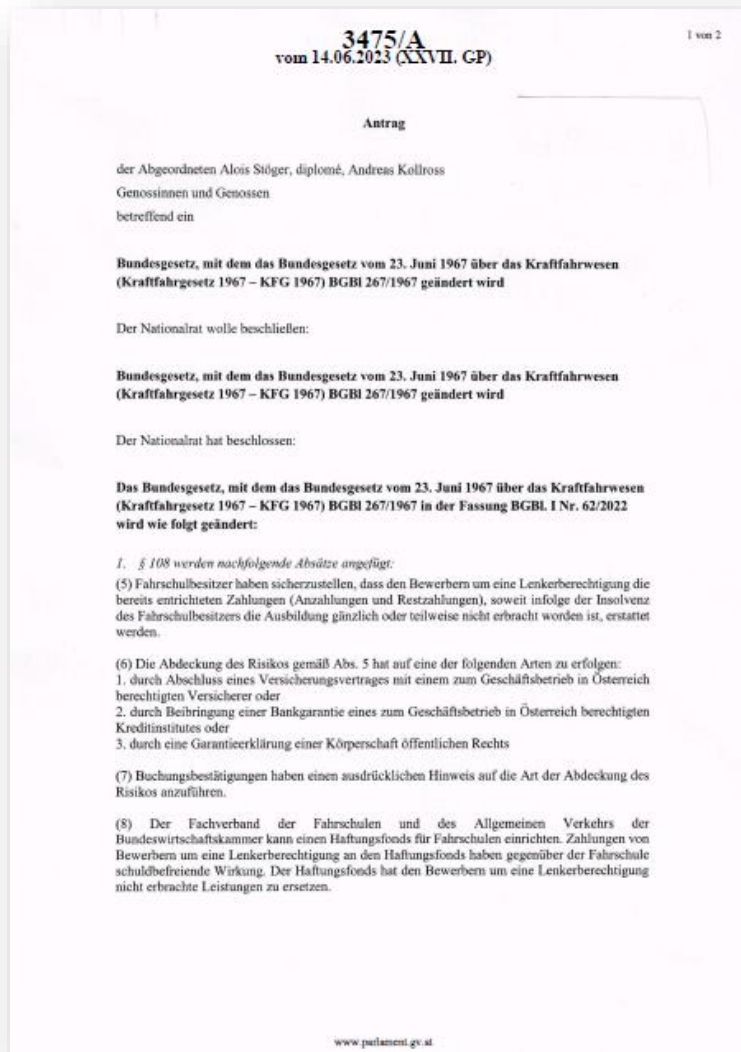 3475/A
vom 14.06.2023 (XXVII. GP)
1 von 2
Antrag
der Abgeordneten Alois Stöger, diplomé, Andreas Kollross
Genossinnen und Genossen
betreffend ein
Bundesgesetz, mit dem das Bundesgesetz vom 23. Juni 1967 über das Kraftfahrwesen
(Kraftfahrgesetz 1967 – KFG 1967) BGBl 267/1967 geändert wird
Der Nationalrat wolle beschließen:
Bundesgesetz, mit dem das Bundesgesetz vom 23. Juni 1967 über das Kraftfahrwesen
(Kraftfahrgesetz 1967 – KFG 1967) BGBl 267/1967 geändert wird
Der Nationalrat hat beschlossen:
Das Bundesgesetz, mit dem das Bundesgesetz vom 23. Juni 1967 über das Kraftfahrwesen
(Kraftfahrgesetz 1967 – KFG 1967) BGBl 267/1967 in der Fassung BGBL I Nr. 62/2022
wird wie folgt geändert:
1. § 108 werden nachfolgende Absätze angefügt:
(5) Fahrschulbesitzer haben sicherzustellen, dass den Bewerbern um eine Lenkerberechtigung die
bereits entrichteten Zahlungen (Anzahlungen und Restzahlungen), soweit infolge der Insolvenz
des Fahrschulbesitzers die Ausbildung gänzlich oder teilweise nicht erbracht worden ist, erstattet
werden.
(6) Die Abdeckung des Risikos gemäß Abs. 5 hat auf eine der folgenden Arten zu erfolgen:
1. durch Abschluss eines Versicherungsvertrages mit einem zum Geschäftsbetrieb in Österreich
berechtigten Versicherer oder
2. durch Beibringung einer Bankgarantie eines zum Geschäftsbetrieb in Österreich berechtigten
Kreditinstitutes oder
3. durch eine Garantieerklärung einer Körperschaft öffentlichen Rechts
(7) Buchungsbestätigungen haben einen ausdrücklichen Hinweis auf die Art der Abdeckung des
Risikos anzuführen.
(8) Der Fachverband der Fahrschulen und des Allgemeinen Verkehrs der
Bundeswirtschaftskammer kann einen Haftungsfonds für Fahrschulen einrichten. Zahlungen von
Bewerbern um eine Lenkerberechtigung an den Haftungsfonds haben gegenüber der Fahrschule
schuldbefreiende Wirkung. Der Haftungsfonds hat den Bewerbern um eine Lenkerberechtigung
nicht erbrachte Leistungen zu ersetzen.
www.parlament.gv.at